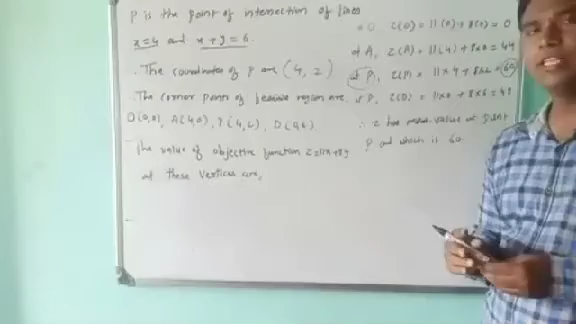 P is the point of intersection of lines
x=4 and x+y=6.
∴ The coordinates of P are (4, 2)
The corner points of feasible region are,
O(0,0), A(4,0), P(4,2), D(0,6)
The value of objective function z=11x+8y
at these vertices are,
O, Z(O) = 11(0)+8(0)=0
at A, Z(A) = 11(4)+8×0=44
at P, Z(P) = 11×4+8×2=60
at D, Z(D) = 11×0+8×6=48
∴ Z has max. value at point
P and which is 60